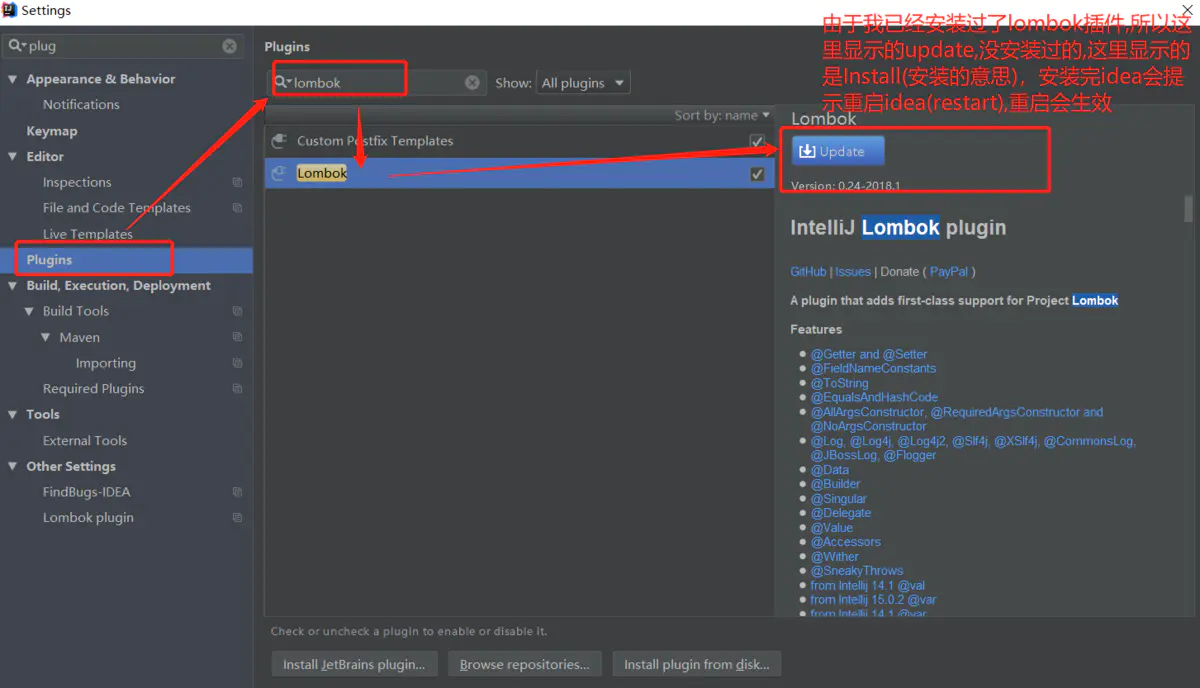 Settings
由于我已经安装过了lombok插件,所以这
里显示的update,没安装过的,这里显示的
是Install(安装的意思)，安装完idea会提
示重启idea(restart),重启会生效
plug
Appearance & Behavior
Notifications
Keymap
Editor
Inspections
File and Code Templates
Live Templates
Plugins
Build, Execution, Deployment
Build Tools
Maven
Importing
Required Plugins
Tools
External Tools
Other Settings
FindBugs-IDEA
Lombok plugin
Plugins
lombok
Show: All plugins
Sort by: name
Custom Postfix Templates
Lombok
Lombok
Update
Version: 0.24-2018.1
IntelliJ Lombok plugin
GitHub | Issues | Donate ( PayPal )
A plugin that adds first-class support for Project Lombok
Features
@Getter and @Setter
@FieldNameConstants
@ToString
@EqualsAndHashCode
@AllArgsConstructor, @RequiredArgsConstructor and
@NoArgsConstructor
@Log, @Log4j, @Log4j2, @Slf4j, @XSlf4j, @CommonsLog,
@JBossLog, @Flogger
@Data
@Builder
@Singular
@Delegate
@Value
@Accessors
@Wither
@SneakyThrows
from Intellij 14.1 @val
from Intellij 15.0.2 @var
from Intellij 14.1 @var
Check or uncheck a plugin to enable or disable it.
Install JetBrains plugin...
Browse repositories...
Install plugin from disk...